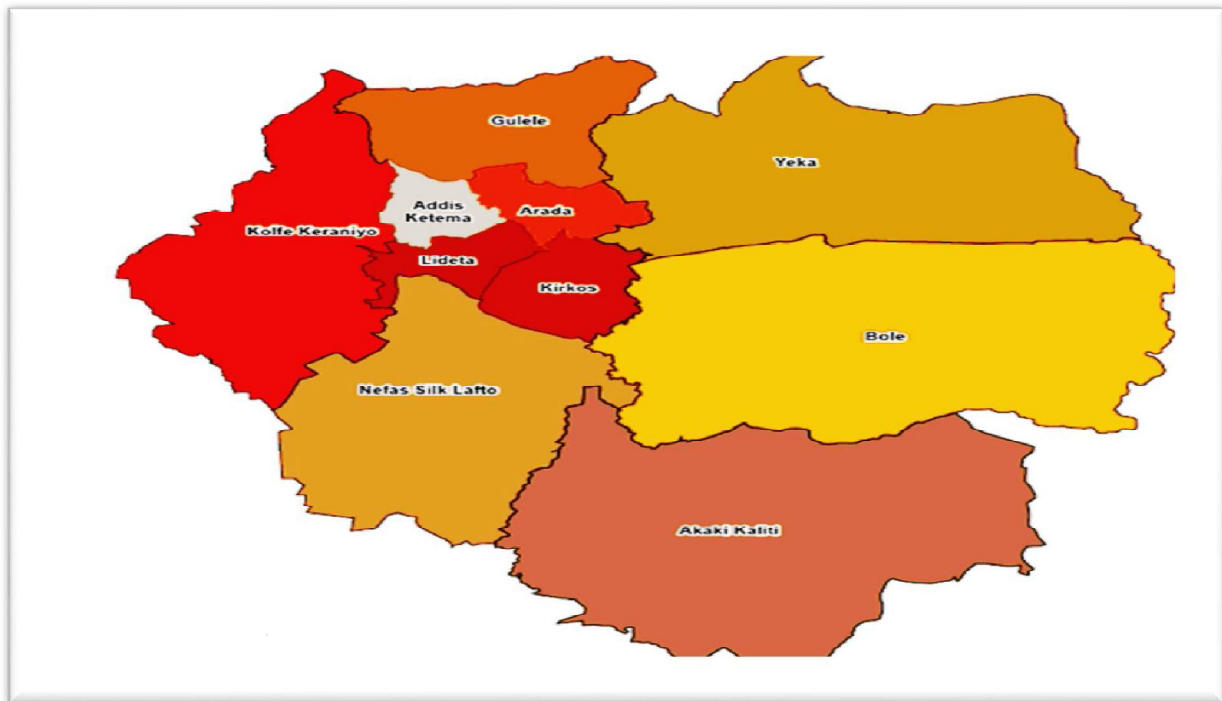 Gulele
Yeka
Addis
Ketema
Arada
Kolfe Keraniyo
Lideta
Kirkos
Bole
Nefas Silk Lafto
Akaki Kaliti